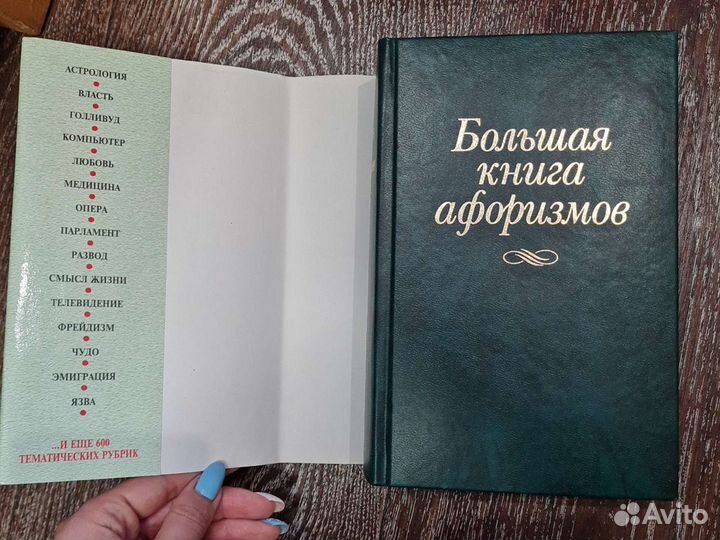 АСТРОЛОГИЯ
ВЛАСТЬ
ГОЛЛИВУД
КОМПЬЮТЕР
ЛЮБОВЬ
МЕДИЦИНА
ОПЕРА
ПАРЛАМЕНТ
РАЗВОД
СМЫСЛ ЖИЗНИ
ТЕЛЕВИДЕНИЕ
ФРЕЙДИЗМ
ЧУДО
ЭМИГРАЦИЯ
ЯЗВА
...И ЕЩЕ 600
ТЕМАТИЧЕСКИХ РУБРИК
Большая
книга
афоризмов
Avito